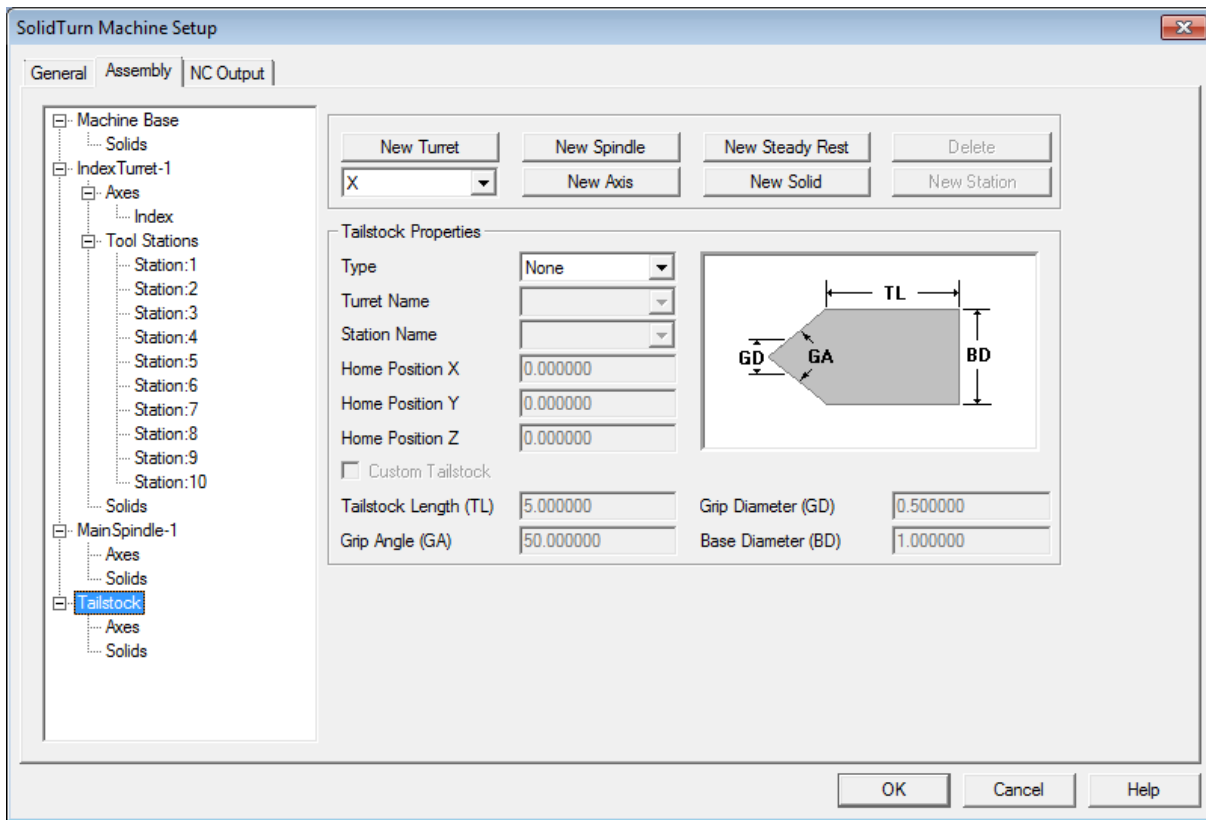 SolidTurn Machine Setup
General Assembly NC Output
Machine Base
Solids
IndexTurret-1
Axes
Index
Tool Stations
Station:1
Station:2
Station:3
Station:4
Station:5
Station:6
Station:7
Station:8
Station:9
Station:10
Solids
MainSpindle-1
Axes
Solids
Tailstock
Axes
Solids
New Turret New Spindle New Steady Rest Delete
X New Axis New Solid New Station
Tailstock Properties
Type None
Turret Name
Station Name
Home Position X 0.000000
Home Position Y 0.000000
Home Position Z 0.000000
Custom Tailstock
TL
GD GA BD
Tailstock Length (TL) 5.000000 Grip Diameter (GD) 0.500000
Grip Angle (GA) 50.000000 Base Diameter (BD) 1.000000
OK Cancel Help